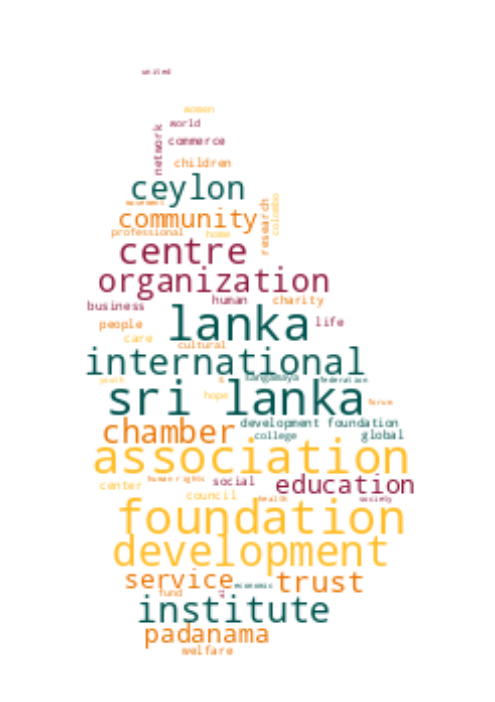 united
women
world
network
commerce
children
ceylon
movement
community
research
colombo
professional
home
centre
organization
human
charity
business
lanka
life
people
care
cultural
international
youth
sangamaya
federation
sri lanka
hope
forum
chamber
development foundation
college
global
association
human rights
center
social
education
council
health
society
foundation
development
service
economic
trust
fund
institute
padanama
welfare